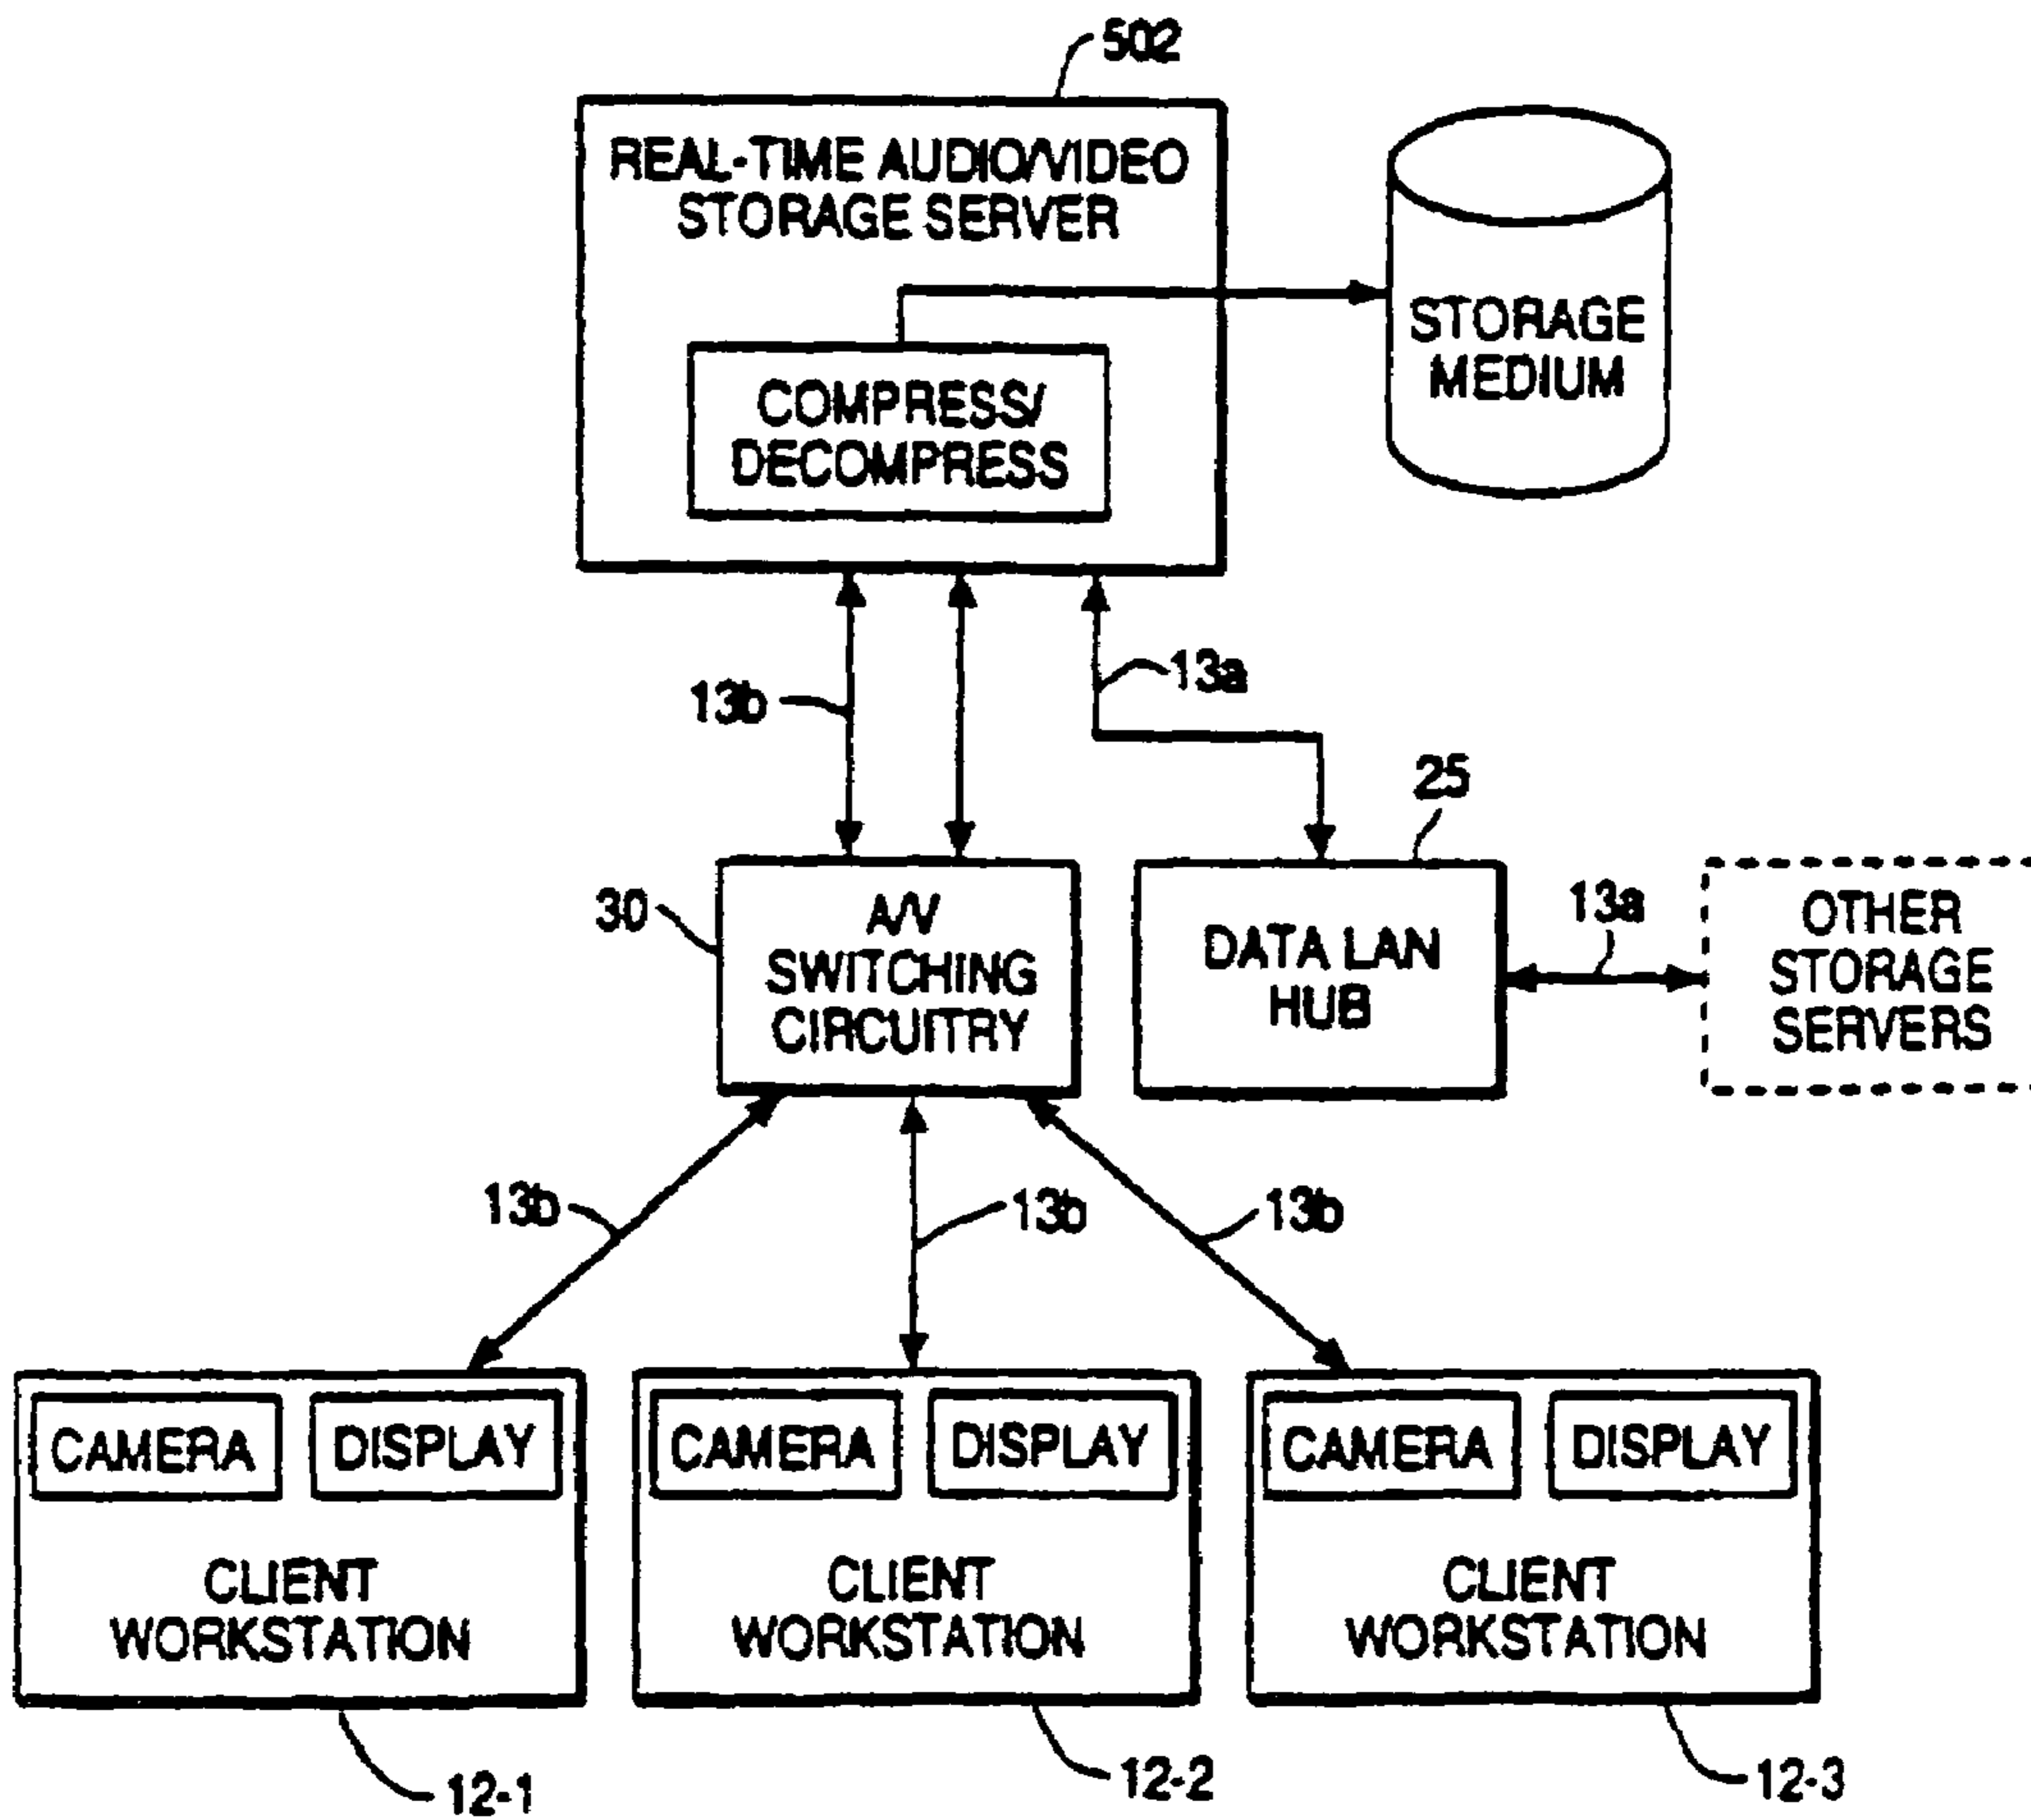 502
REAL-TIME AUDIO/VIDEO
STORAGE SERVER
STORAGE
MEDIUM
COMPRESS/
DECOMPRESS
13b
13a
25
30
A/V
SWITCHING
CIRCUITRY
DATA LAN
HUB
13a
OTHER
STORAGE
SERVERS
13b
13b
13b
CAMERA
DISPLAY
CLIENT
WORKSTATION
CAMERA
DISPLAY
CLIENT
WORKSTATION
CAMERA
DISPLAY
CLIENT
WORKSTATION
12-1
12-2
12-3